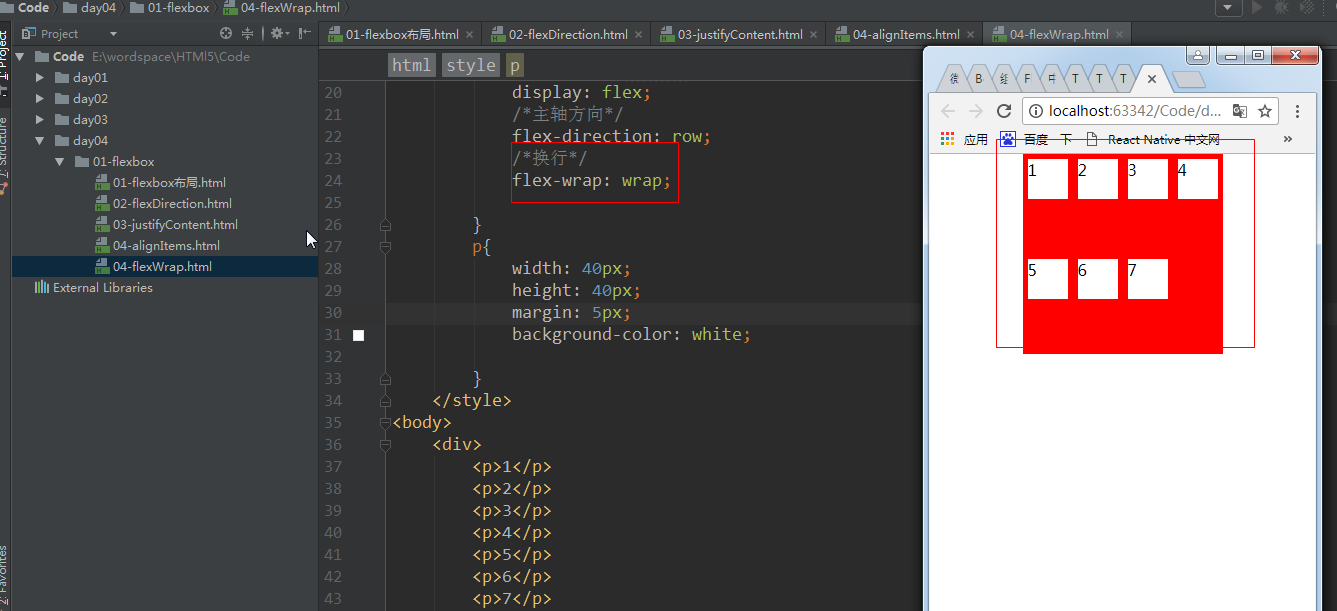 Code day04 01-flexbox 04-flexWrap.html
Project
01-flexbox布局.html 02-flexDirection.html 03-justifyContent.html 04-alignItems.html 04-flexWrap.html
1: Project
7: Structure
2: Favorites
Code E:\wordspace\HTMl5\Code
day01
day02
day03
day04
01-flexbox
01-flexbox布局.html
02-flexDirection.html
03-justifyContent.html
04-alignItems.html
04-flexWrap.html
External Libraries
html style p
20 display: flex;
21 /*主轴方向*/
22 flex-direction: row;
23 /*换行*/
24 flex-wrap: wrap;
25
26 }
27 p{
28 width: 40px;
29 height: 40px;
30 margin: 5px;
31 background-color: white;
32
33 }
34 </style>
35 <body>
36 <div>
37 <p>1</p>
38 <p>2</p>
39 <p>3</p>
40 <p>4</p>
41 <p>5</p>
42 <p>6</p>
43 <p>7</p>
B F T T T
localhost:63342/Code/d...
应用 百度 下 React Native 中文网 »
1 2 3 4
5 6 7